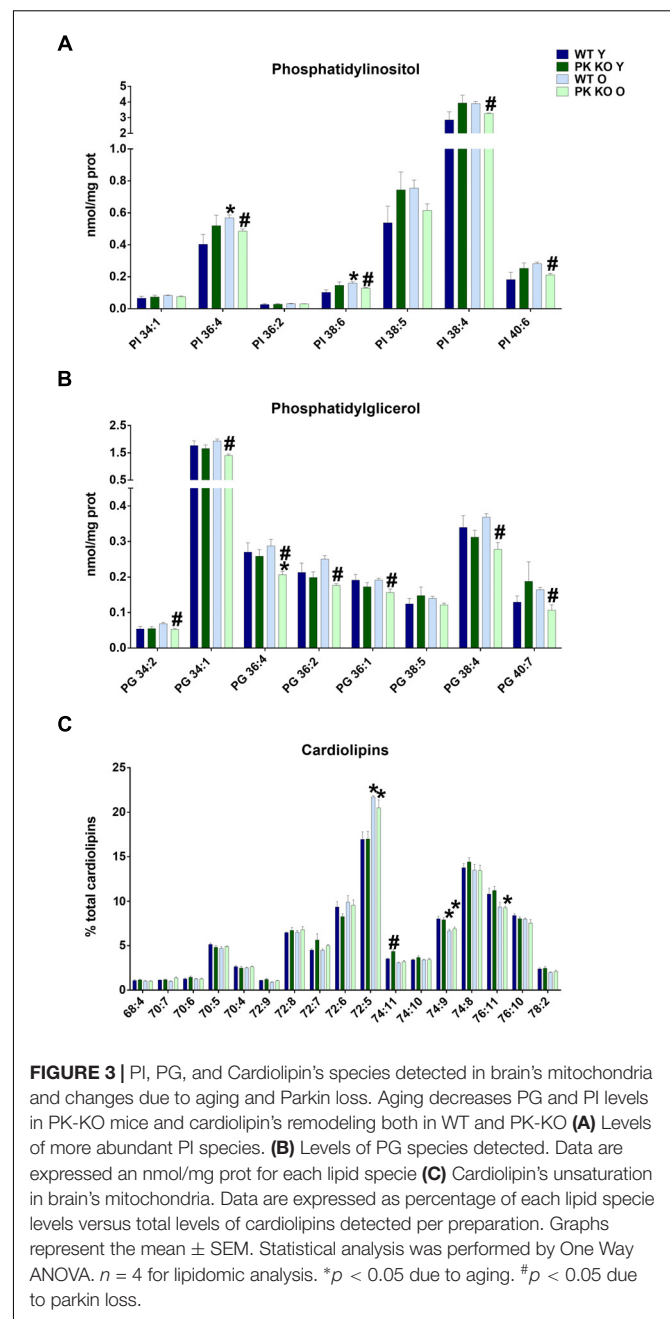 A
Phosphatidylinositol
WT Y
PK KO Y
WT O
PK KO O
nmol/mg prot
5
4
3
2
1.0
0.8
0.6
0.4
0.2
0.0
* # * # # #
PI 34:1 PI 36:4 PI 36:2 PI 38:6 PI 38:5 PI 38:4 PI 40:6
B
Phosphatidylglicerol
nmol/mg prot
2.5
1.5
0.5
0.4
0.3
0.2
0.1
0.0
# # # * # # # #
PG 34:2 PG 34:1 PG 36:4 PG 36:2 PG 36:1 PG 38:5 PG 38:4 PG 40:7
C
Cardiolipins
% total cardiolipins
25
20
15
10
5
0
* * # * * *
68:4 70:7 70:6 70:5 70:4 72:9 72:8 72:7 72:6 72:5 74:11 74:10 74:9 74:8 76:11 76:10 78:2
FIGURE 3 | PI, PG, and Cardiolipin’s species detected in brain’s mitochondria
and changes due to aging and Parkin loss. Aging decreases PG and PI levels
in PK-KO mice and cardiolipin’s remodeling both in WT and PK-KO (A) Levels
of more abundant PI species. (B) Levels of PG species detected. Data are
expressed an nmol/mg prot for each lipid specie (C) Cardiolipin’s unsaturation
in brain’s mitochondria. Data are expressed as percentage of each lipid specie
levels versus total levels of cardiolipins detected per preparation. Graphs
represent the mean ± SEM. Statistical analysis was performed by One Way
ANOVA. n = 4 for lipidomic analysis. *p < 0.05 due to aging. #p < 0.05 due
to parkin loss.